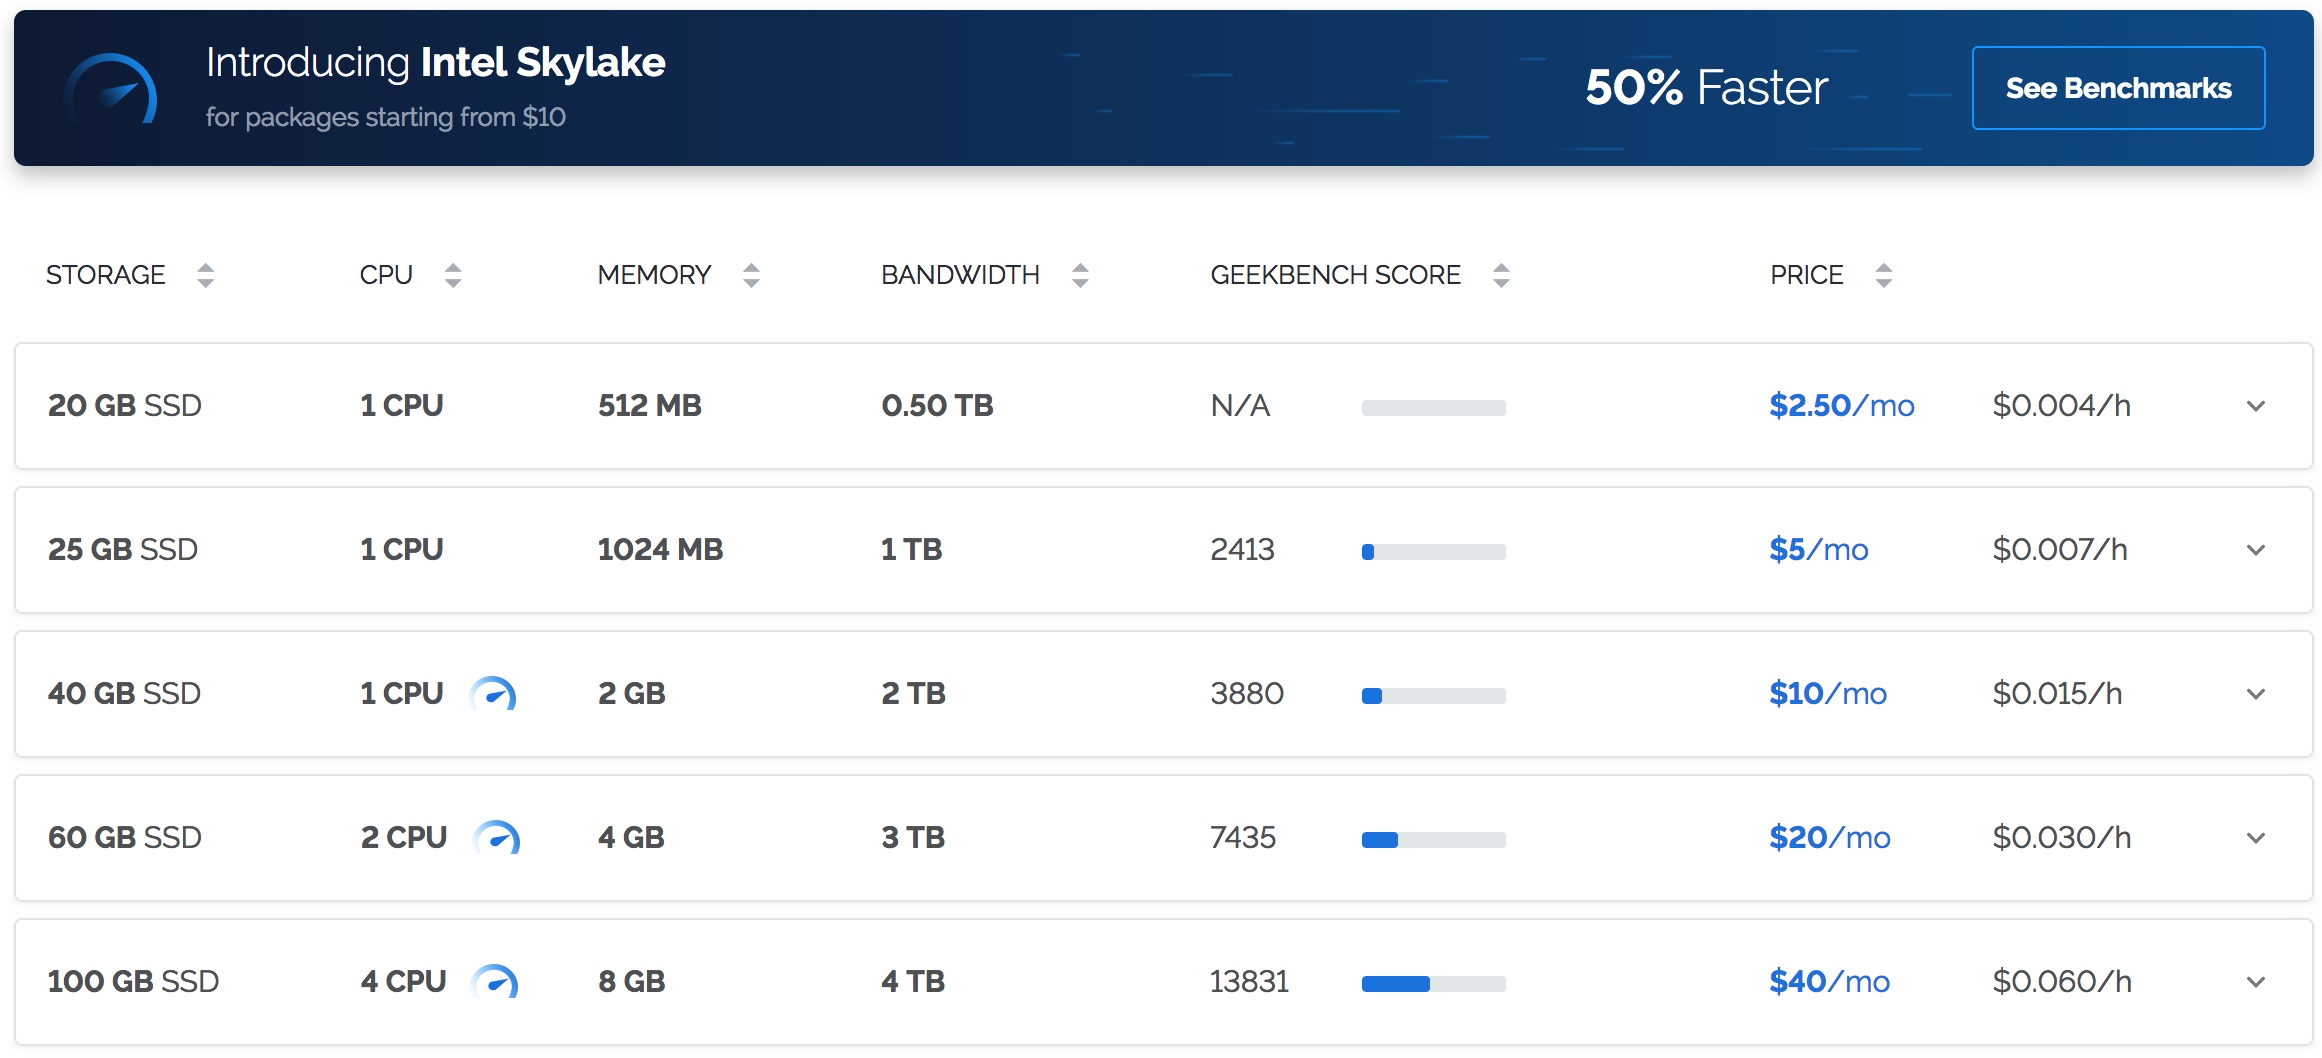 Introducing Intel Skylake
for packages starting from $10
50% Faster
See Benchmarks
STORAGE CPU MEMORY BANDWIDTH GEEKBENCH SCORE PRICE
20 GB SSD 1 CPU 512 MB 0.50 TB N/A $2.50/mo $0.004/h
25 GB SSD 1 CPU 1024 MB 1 TB 2413 $5/mo $0.007/h
40 GB SSD 1 CPU 2 GB 2 TB 3880 $10/mo $0.015/h
60 GB SSD 2 CPU 4 GB 3 TB 7435 $20/mo $0.030/h
100 GB SSD 4 CPU 8 GB 4 TB 13831 $40/mo $0.060/h